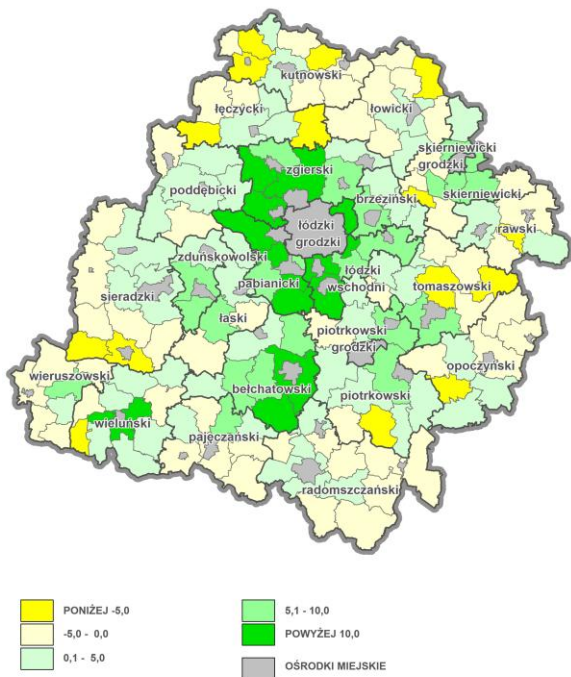 kutnowski
łęczycki
łowicki
skierniewicki
grodzki
zgierski
poddębicki
brzeziński
skierniewicki
łódzki
grodzki
rawski
zduńskowolski
łódzki
wschodni
pabianicki
sieradzki
tomaszowski
łaski
piotrkowski
grodzki
wieruszowski
opoczyński
bełchatowski
piotrkowski
wieluński
pajęczański
radomszczański
PONIŻEJ -5,0
-5,0 - 0,0
0,1 - 5,0
5,1 - 10,0
POWYŻEJ 10,0
OŚRODKI MIEJSKIE